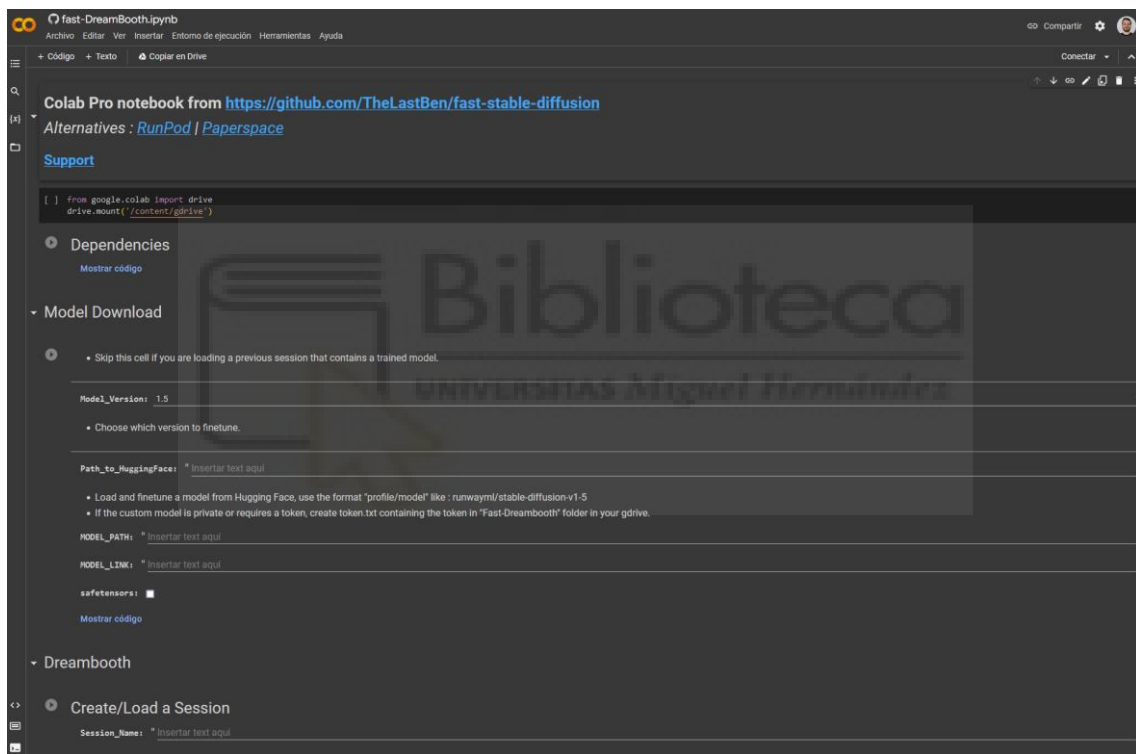 fast-DreamBooth.ipynb
Archivo Editar Ver Insertar Entorno de ejecución Herramientas Ayuda
Compartir
+ Código + Texto Copiar en Drive
Conectar
Colab Pro notebook from https://github.com/TheLastBen/fast-stable-diffusion
Alternatives : RunPod | Paperspace
Support
[ ] from google.colab import drive
drive.mount('/content/gdrive')
Dependencies
Mostrar código
Biblioteca
UNIVERSITAS Miguel Hernández
Model Download
• Skip this cell if you are loading a previous session that contains a trained model.
Model_Version: 1.5
• Choose which version to finetune.
Path_to_HuggingFace: " Insertar text aquí
• Load and finetune a model from Hugging Face, use the format "profile/model" like : runwayml/stable-diffusion-v1-5
• If the custom model is private or requires a token, create token.txt containing the token in "Fast-Dreambooth" folder in your gdrive.
MODEL_PATH: " Insertar text aquí
MODEL_LINK: " Insertar text aquí
safetensors:
Mostrar código
Dreambooth
Create/Load a Session
Session_Name: " Insertar text aquí